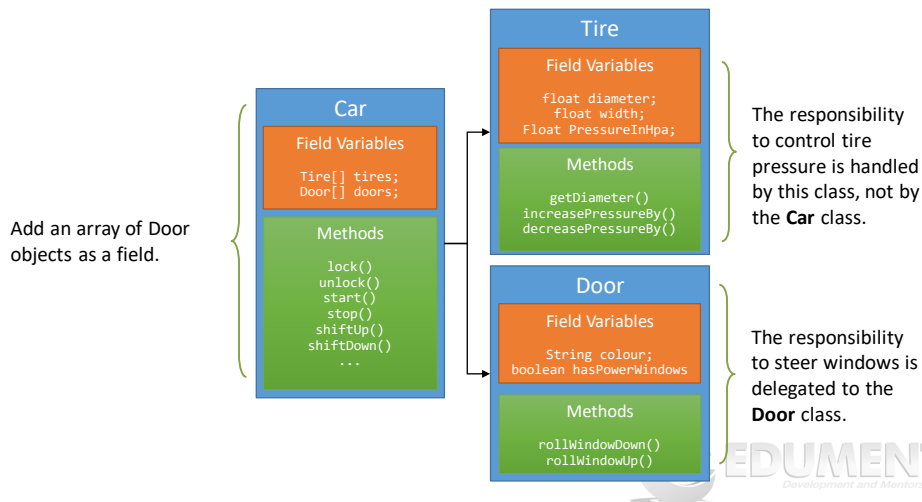 Add an array of Door
objects as a field.
Car
Field Variables
Tire[] tires;
Door[] doors;
Methods
lock()
unlock()
start()
stop()
shiftUp()
shiftDown()
...
Tire
Field Variables
float diameter;
float width;
Float PressureInHpa;
Methods
getDiameter()
increasePressureBy()
decreasePressureBy()
The responsibility
to control tire
pressure is handled
by this class, not by
the Car class.
Door
Field Variables
String colour;
boolean hasPowerWindows
Methods
rollWindowDown()
rollWindowUp()
The responsibility
to steer windows is
delegated to the
Door class.
EDUMENT
Development and Mentors